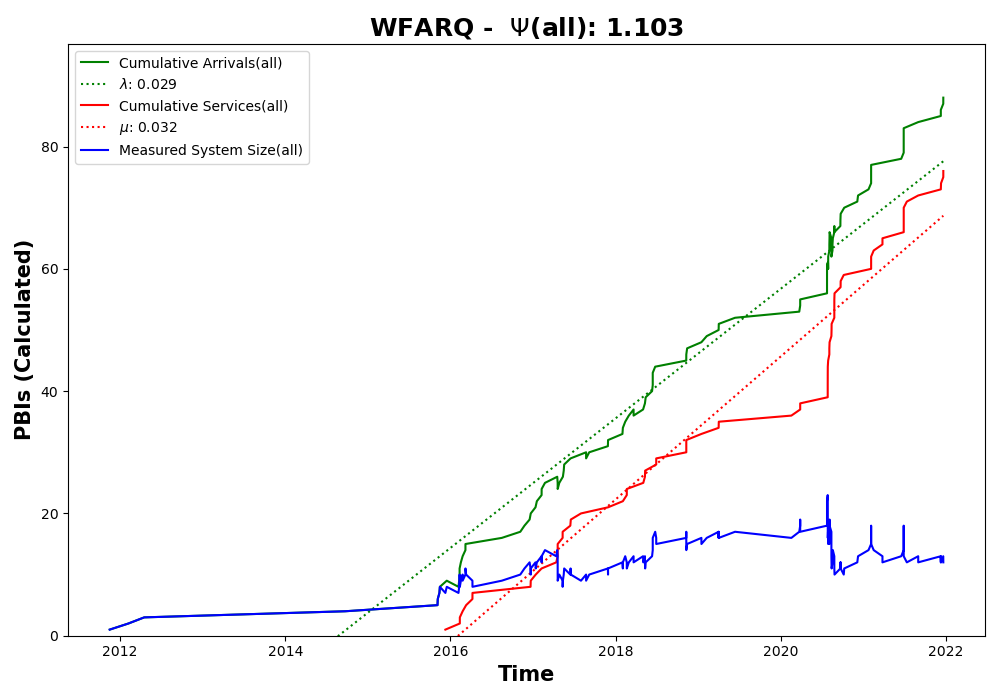 WFARQ -  Ψ(all): 1.103
Cumulative Arrivals(all)
λ: 0.029
Cumulative Services(all)
μ: 0.032
Measured System Size(all)
PBIs (Calculated)
80
60
40
20
0
2012 2014 2016 2018 2020 2022
Time